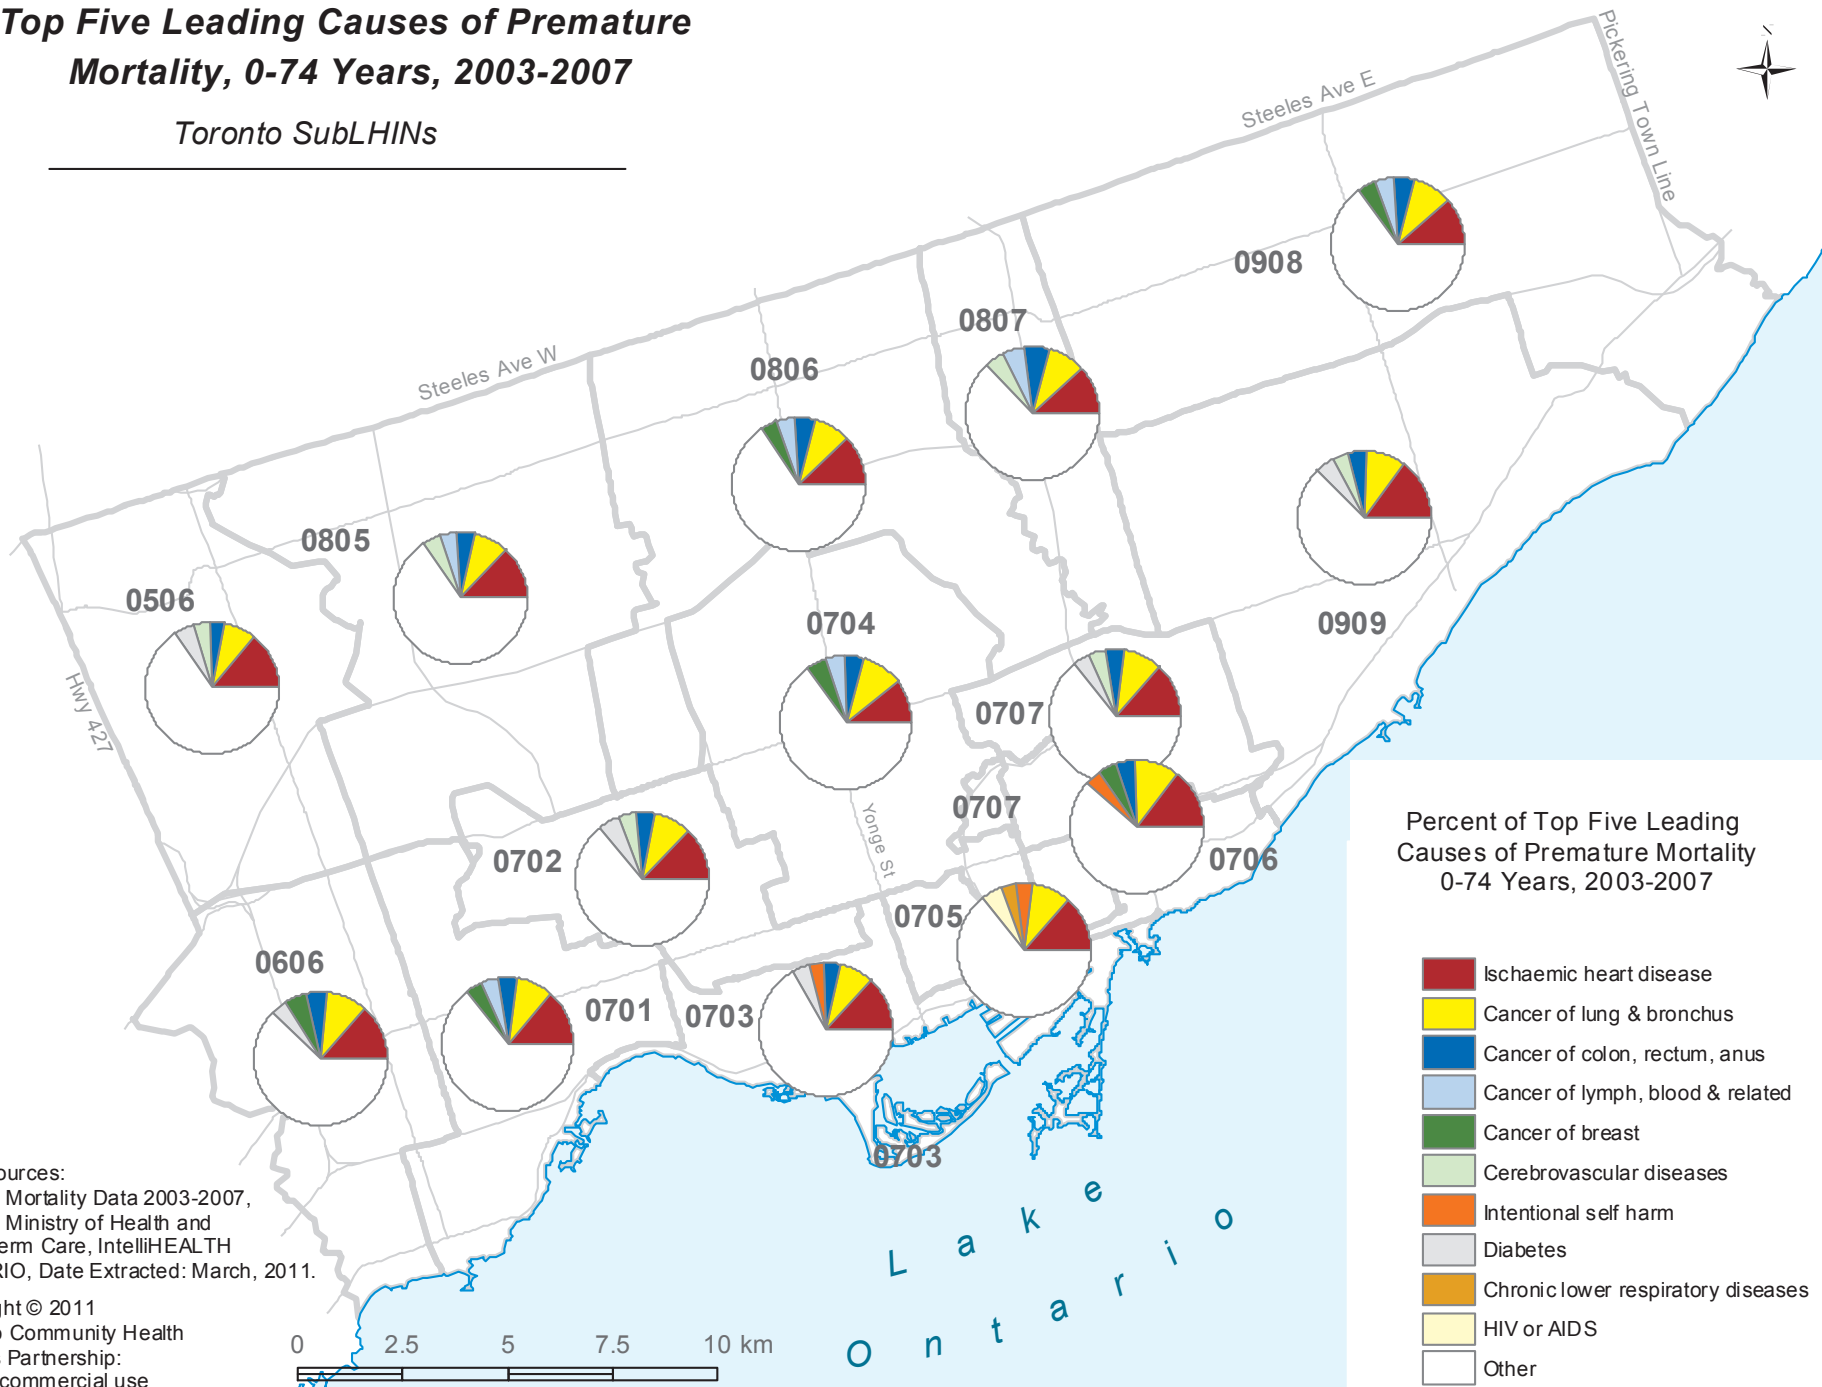 Top Five Leading Causes of Premature
Mortality, 0-74 Years, 2003-2007
Toronto SubLHINs
N
Pickering Town Line
Steeles Ave E
0908
0807
Steeles Ave W
0806
0805
0506
0704
0909
Hwy 427
0707
0707
Yonge St
0702
0706
0705
0606
0701
0703
0703
Lake
Ontario
Percent of Top Five Leading
Causes of Premature Mortality
0-74 Years, 2003-2007
Ischaemic heart disease
Cancer of lung & bronchus
Cancer of colon, rectum, anus
Cancer of lymph, blood & related
Cancer of breast
Cerebrovascular diseases
Intentional self harm
Diabetes
Chronic lower respiratory diseases
HIV or AIDS
Other
ources:
Mortality Data 2003-2007,
Ministry of Health and
erm Care, IntelliHEALTH
RIO, Date Extracted: March, 2011.
ght © 2011
o Community Health
s Partnership:
commercial use
0 2.5 5 7.5 10 km